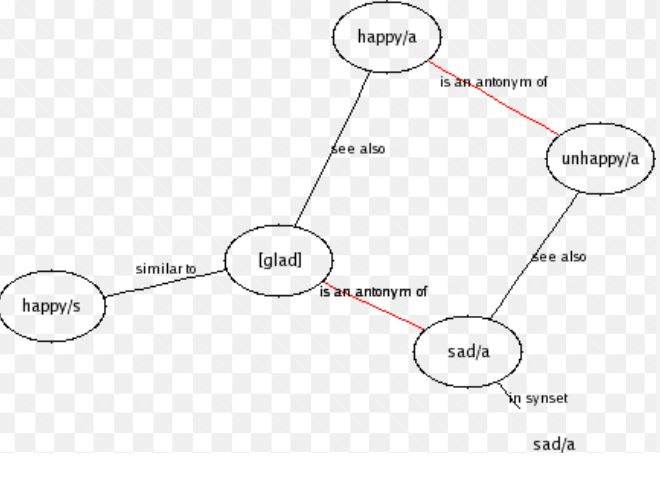 happy/a
is an antonym of
unhappy/a
see also
see also
[glad]
similar to
is an antonym of
happy/s
sad/a
in synset
sad/a